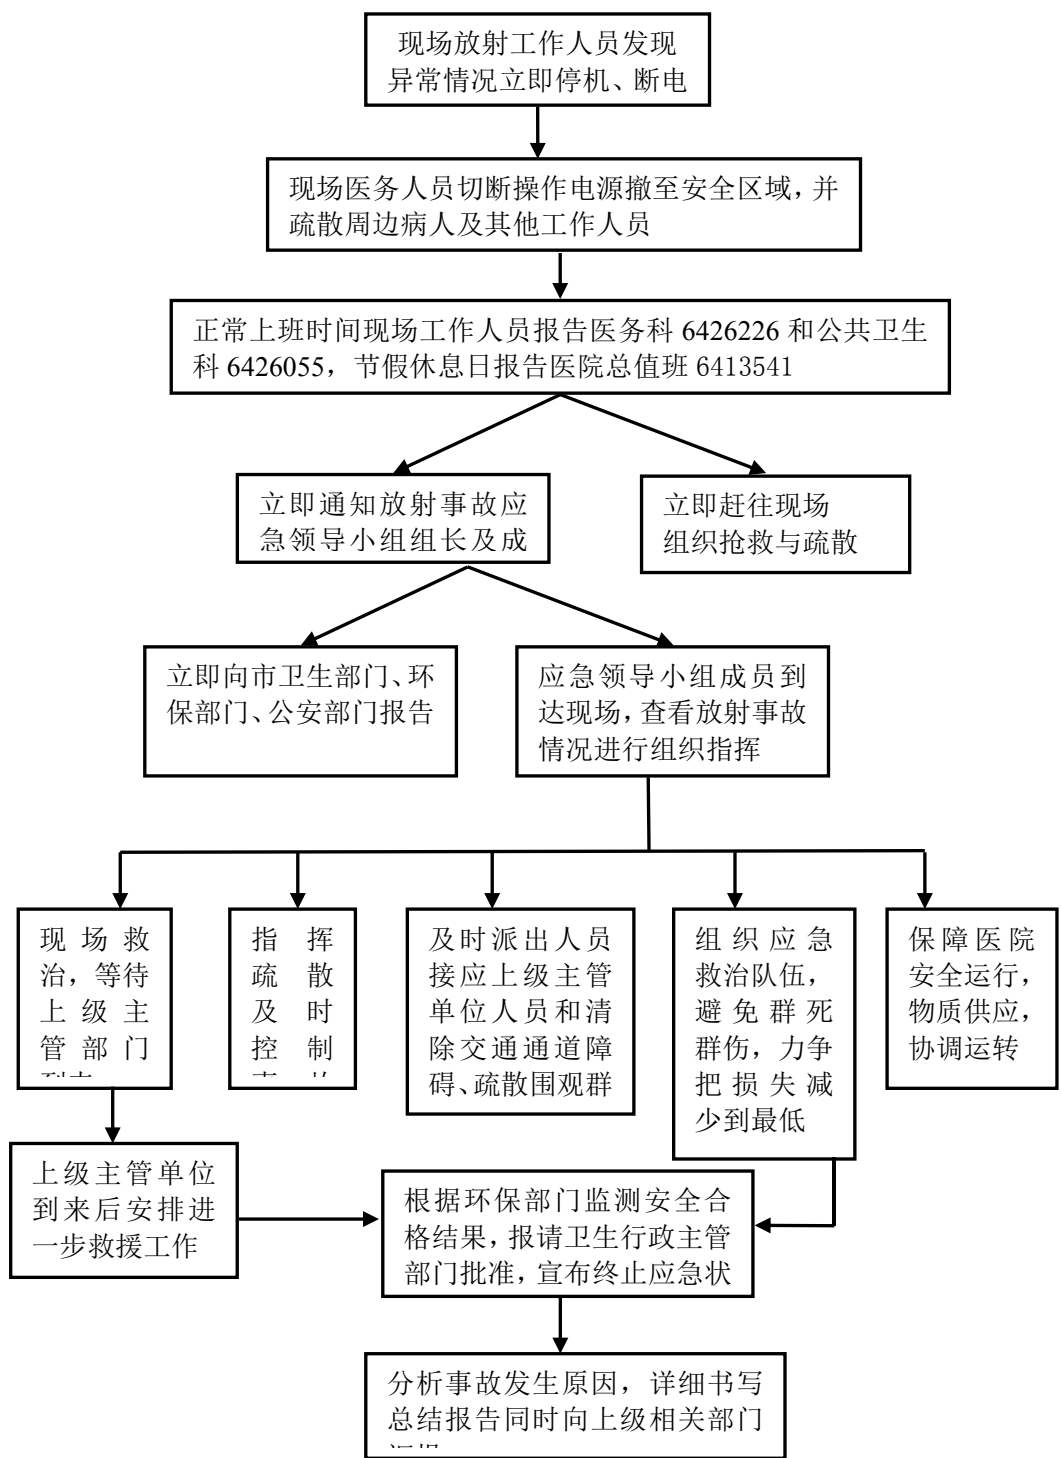 现场放射工作人员发现
异常情况立即停机、断电
现场医务人员切断操作电源撤至安全区域，并
疏散周边病人及其他工作人员
正常上班时间现场工作人员报告医务科 6426226 和公共卫生
科 6426055，节假休息日报告医院总值班 6413541
立即通知放射事故应
急领导小组组长及成
立即赶往现场
组织抢救与疏散
立即向市卫生部门、环
保部门、公安部门报告
应急领导小组成员到
达现场，查看放射事故
情况进行组织指挥
现场救
治，等待
上级主
管部门
指挥
疏散
及时
控制
及时派出人员
接应上级主管
单位人员和清
除交通通道障
碍、疏散围观群
组织应急
救治队伍，
避免群死
群伤，力争
把损失减
少到最低
保障医院
安全运行，
物质供应，
协调运转
上级主管单位
到来后安排进
一步救援工作
根据环保部门监测安全合
格结果，报请卫生行政主管
部门批准，宣布终止应急状
分析事故发生原因，详细书写
总结报告同时向上级相关部门